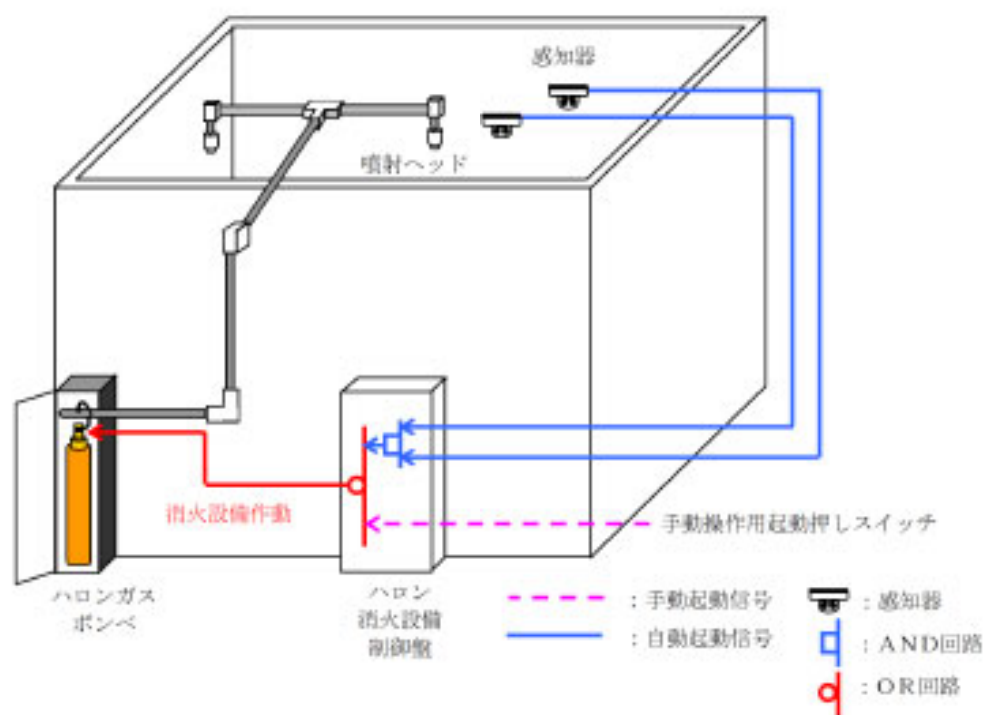 感知器
噴射ヘッド
消火設備作動
手動操作用起動押しスイッチ
ハロンガス
ボンベ
ハロン
消火設備
制御盤
：手動起動信号
：自動起動信号
：感知器
：AND回路
：OR回路